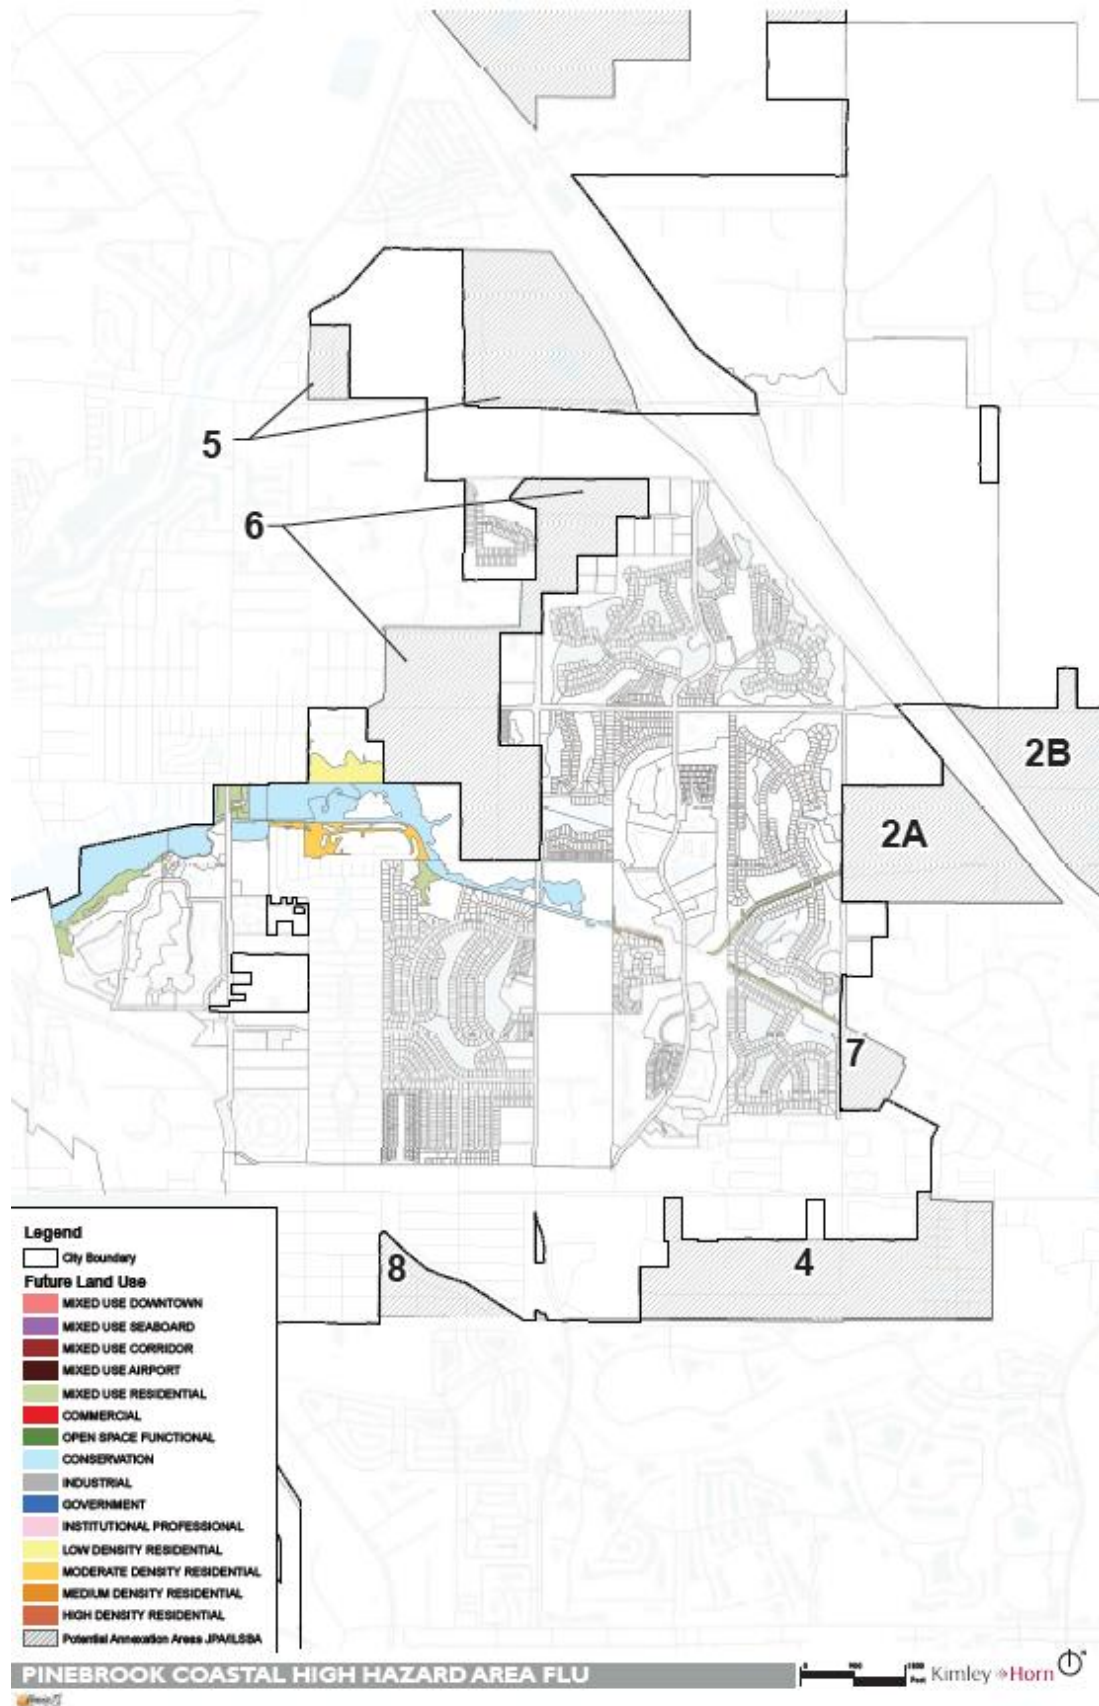 5
6
2B
2A
7
8
4
Legend
City Boundary
Future Land Use
MIXED USE DOWNTOWN
MIXED USE SEABOARD
MIXED USE CORRIDOR
MIXED USE AIRPORT
MIXED USE RESIDENTIAL
COMMERCIAL
OPEN SPACE FUNCTIONAL
CONSERVATION
INDUSTRIAL
GOVERNMENT
INSTITUTIONAL PROFESSIONAL
LOW DENSITY RESIDENTIAL
MODERATE DENSITY RESIDENTIAL
MEDIUM DENSITY RESIDENTIAL
HIGH DENSITY RESIDENTIAL
Potential Annexation Areas JPA/ILSBA
PINEBROOK COASTAL HIGH HAZARD AREA FLU
0
Feet
Kimley Horn